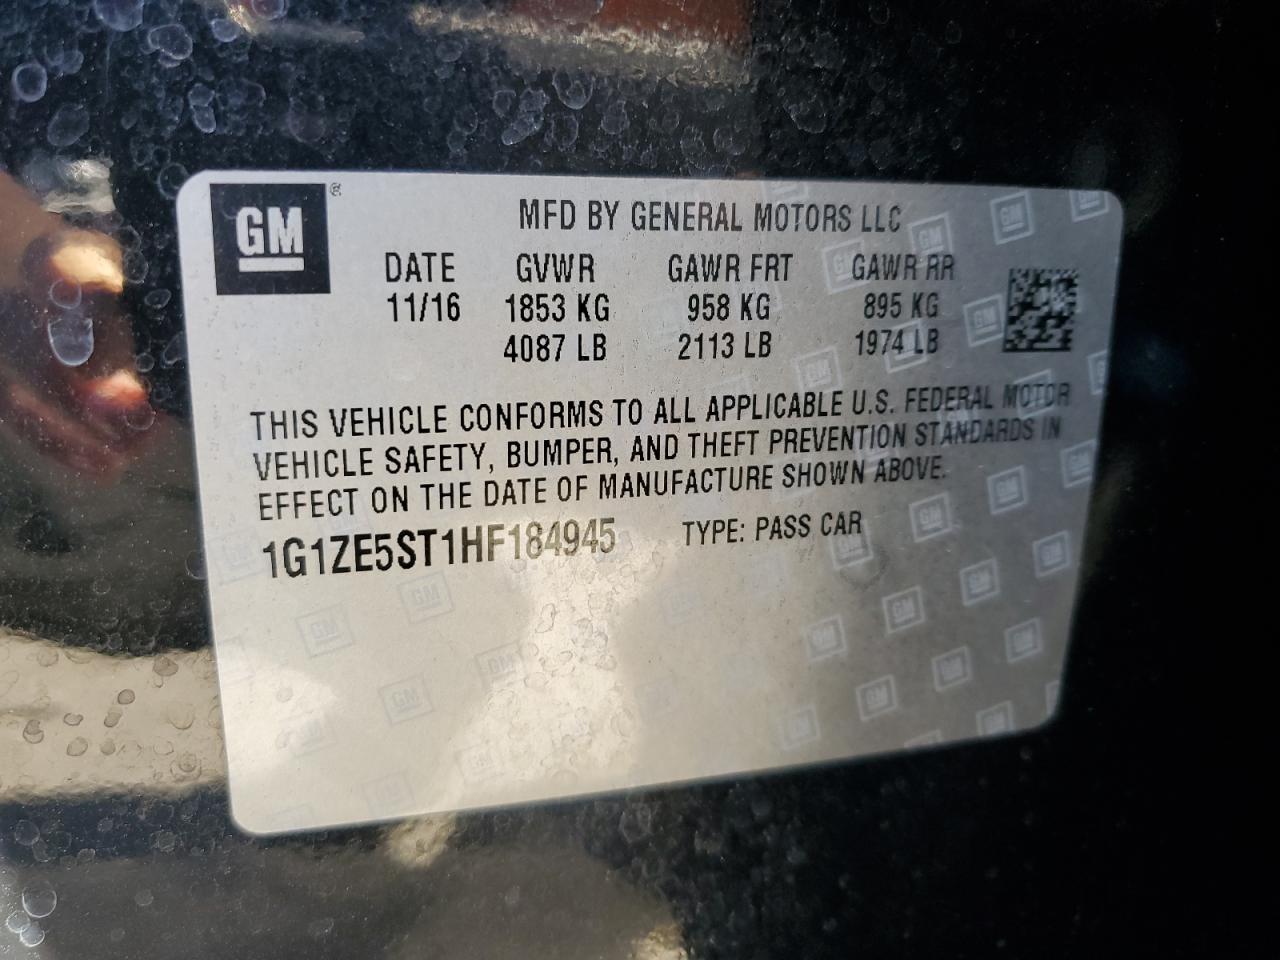 GM ®
MFD BY GENERAL MOTORS LLC
DATE GVWR GAWR FRT GAWR RR
11/16 1853 KG 958 KG 895 KG
4087 LB 2113 LB 1974 LB
THIS VEHICLE CONFORMS TO ALL APPLICABLE U.S. FEDERAL MOTOR
VEHICLE SAFETY, BUMPER, AND THEFT PREVENTION STANDARDS IN
EFFECT ON THE DATE OF MANUFACTURE SHOWN ABOVE.
1G1ZE5ST1HF184945 TYPE: PASS CAR